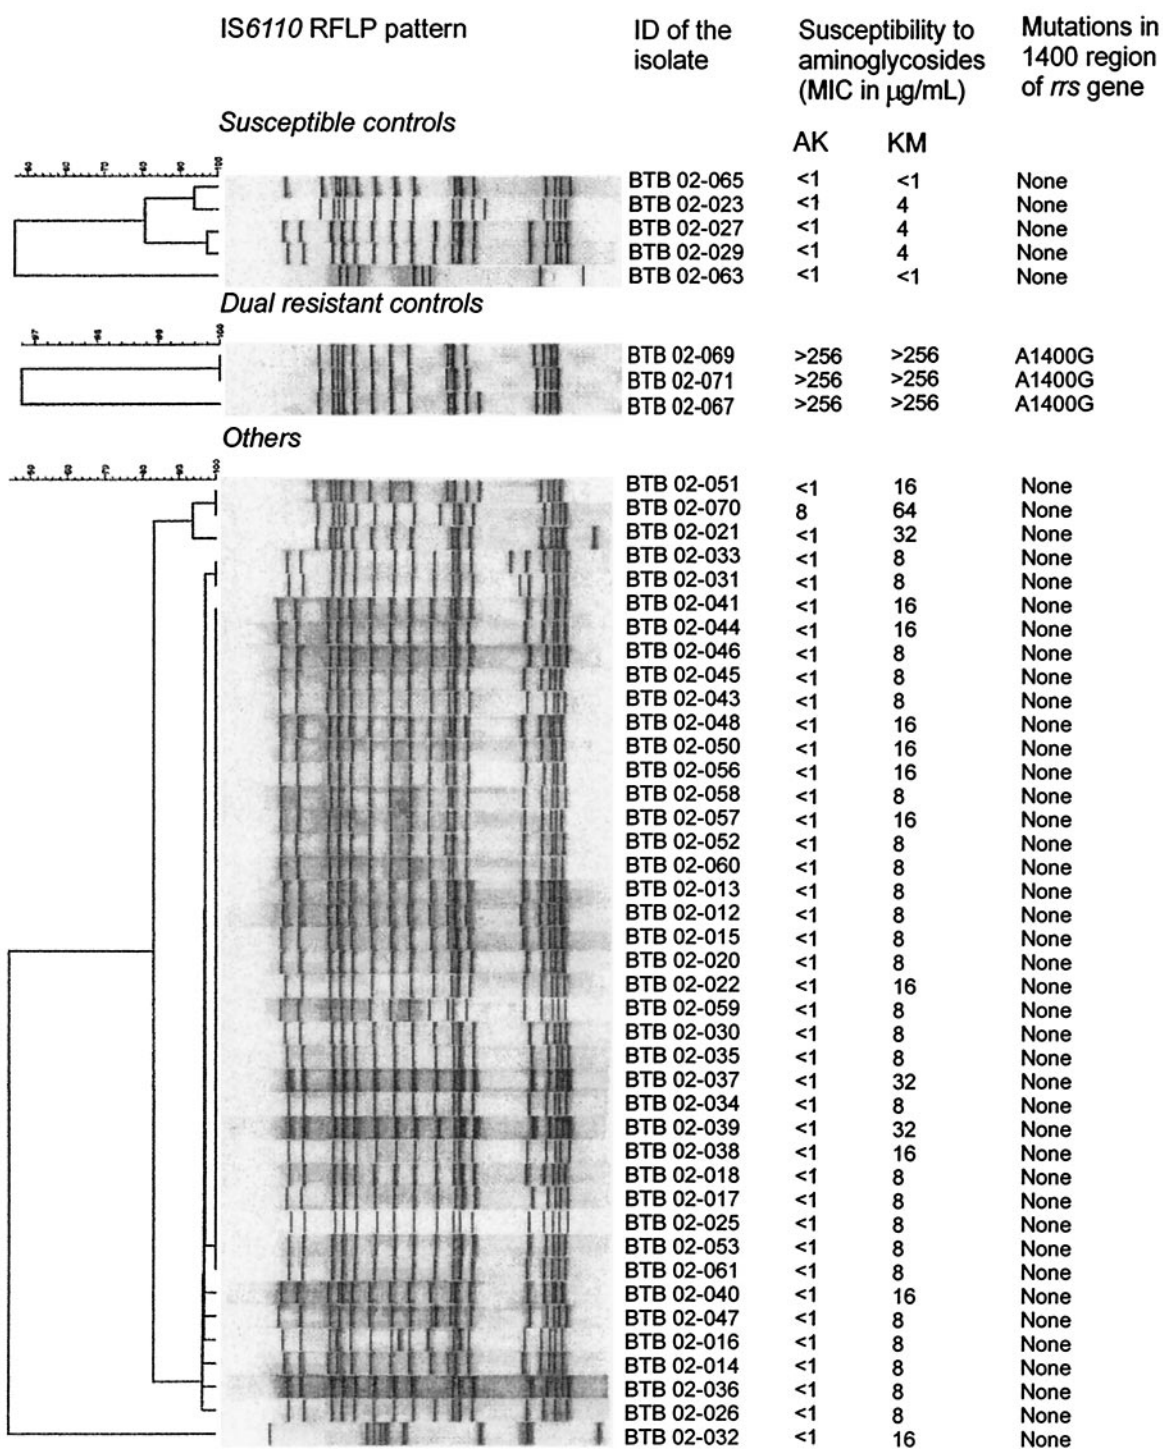 IS6110 RFLP pattern ID of the isolate Susceptibility to aminoglycosides (MIC in µg/mL) Mutations in 1400 region of rrs gene
Susceptible controls
AK KM
BTB 02-065 <1 <1 None
BTB 02-023 <1 4 None
BTB 02-027 <1 4 None
BTB 02-029 <1 4 None
BTB 02-063 <1 <1 None
Dual resistant controls
97 98 99 100
BTB 02-069 >256 >256 A1400G
BTB 02-071 >256 >256 A1400G
BTB 02-067 >256 >256 A1400G
Others
BTB 02-051 <1 16 None
BTB 02-070 8 64 None
BTB 02-021 <1 32 None
BTB 02-033 <1 8 None
BTB 02-031 <1 8 None
BTB 02-041 <1 16 None
BTB 02-044 <1 16 None
BTB 02-046 <1 8 None
BTB 02-045 <1 8 None
BTB 02-043 <1 8 None
BTB 02-048 <1 16 None
BTB 02-050 <1 16 None
BTB 02-056 <1 16 None
BTB 02-058 <1 8 None
BTB 02-057 <1 16 None
BTB 02-052 <1 8 None
BTB 02-060 <1 8 None
BTB 02-013 <1 8 None
BTB 02-012 <1 8 None
BTB 02-015 <1 8 None
BTB 02-020 <1 8 None
BTB 02-022 <1 16 None
BTB 02-059 <1 8 None
BTB 02-030 <1 8 None
BTB 02-035 <1 8 None
BTB 02-037 <1 32 None
BTB 02-034 <1 8 None
BTB 02-039 <1 32 None
BTB 02-038 <1 16 None
BTB 02-018 <1 8 None
BTB 02-017 <1 8 None
BTB 02-025 <1 8 None
BTB 02-053 <1 8 None
BTB 02-061 <1 8 None
BTB 02-040 <1 16 None
BTB 02-047 <1 8 None
BTB 02-016 <1 8 None
BTB 02-014 <1 8 None
BTB 02-036 <1 8 None
BTB 02-026 <1 8 None
BTB 02-032 <1 16 None